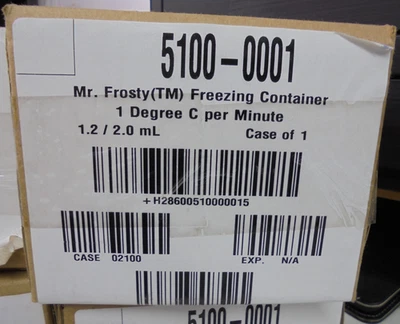 5100-0001
Mr. Frosty(TM) Freezing Container
1 Degree C per Minute
1.2 / 2.0 mL Case of 1
+H28600510000015
CASE 02100 EXP. N/A
5100-0001